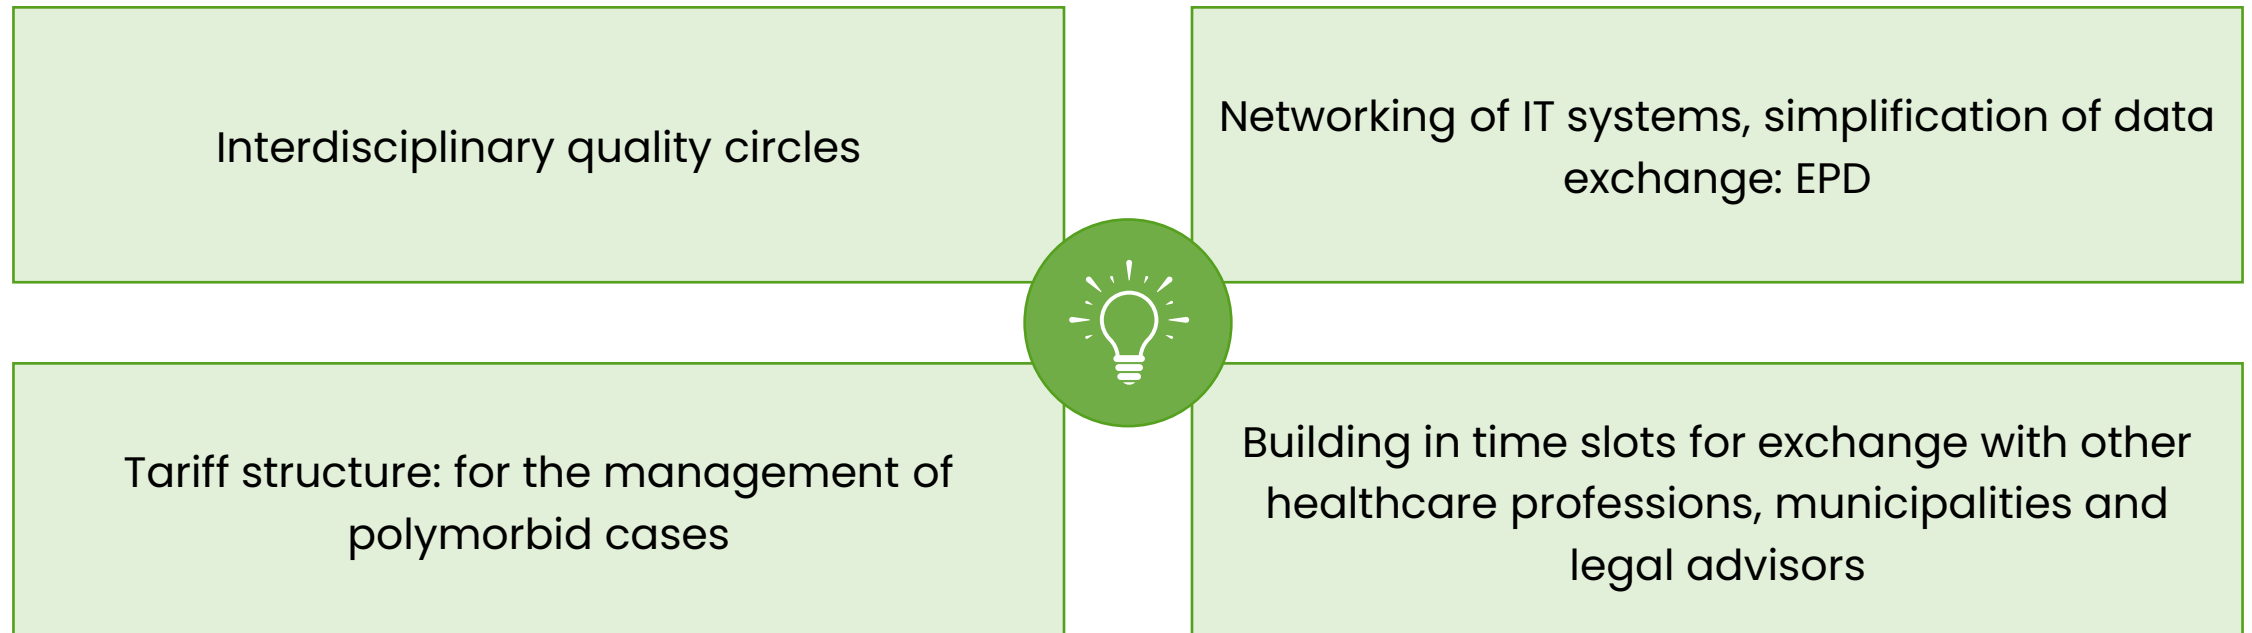 Interdisciplinary quality circles
Networking of IT systems, simplification of data
exchange: EPD
Tariff structure: for the management of
polymorbid cases
Building in time slots for exchange with other
healthcare professions, municipalities and
legal advisors